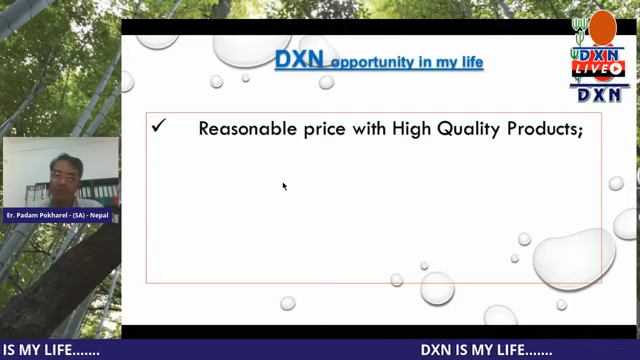 DXN opportunity in my life
DXN
LIVE
DXN
✓ Reasonable price with High Quality Products;
Er. Padam Pokharel - (SA) - Nepal
IS MY LIFE.......
DXN IS MY LIFE.......